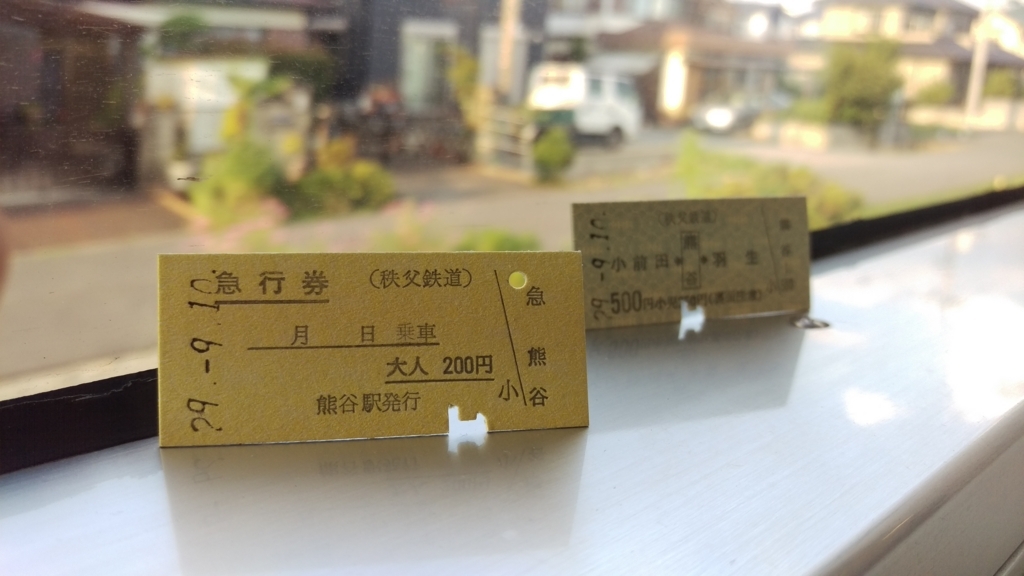 29.-9.10.
急行券 (秩父鉄道)
月 日 乗車
大人 200円
熊谷駅発行
小
急
熊
谷
29.-9.10.
(秩父鉄道)
小前田 熊谷 羽生
500円